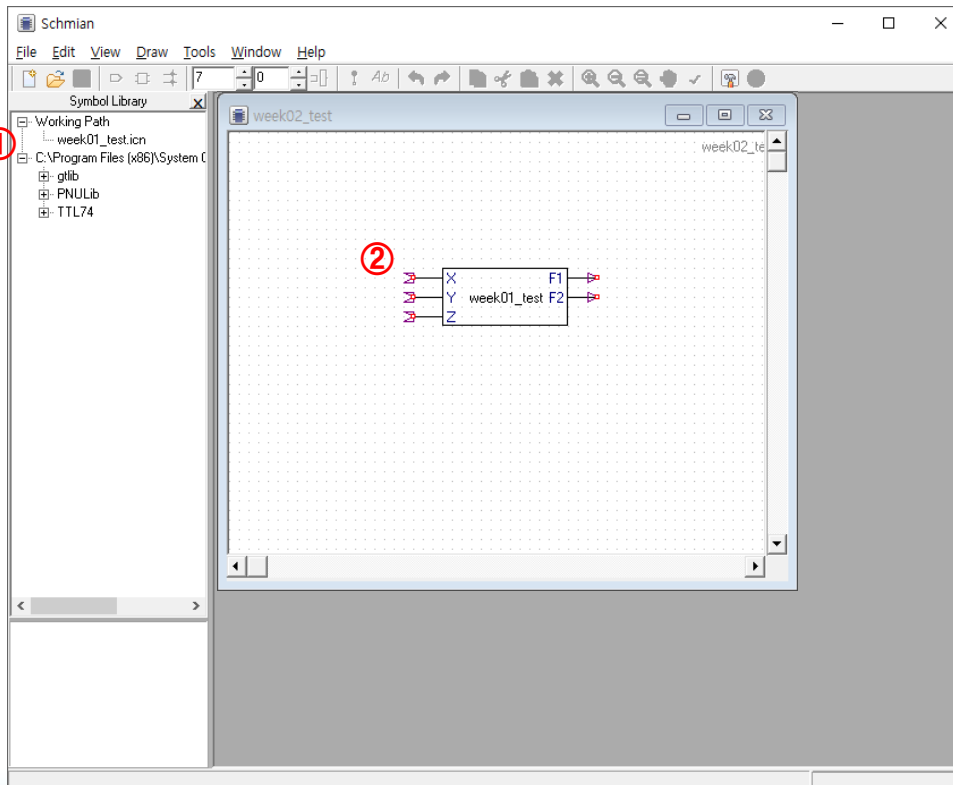 Schmian
File Edit View Draw Tools Window Help
7 0 Ab
Symbol Library x
Working Path
①
week01_test.icn
C:\Program Files (x86)\System
gtlib
PNULib
TTL74
week02_test
week02_te
②
X F1
Y week01_test F2
Z